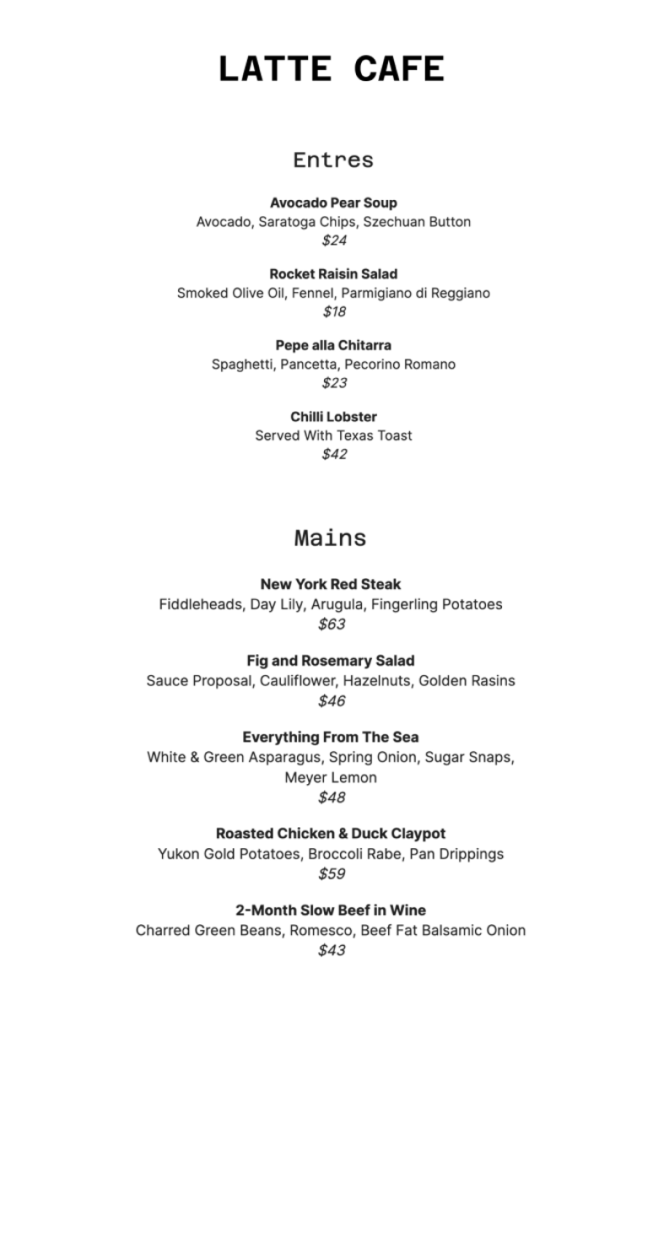 LATTE CAFE
Entres
Avocado Pear Soup
Avocado, Saratoga Chips, Szechuan Button
$24
Rocket Raisin Salad
Smoked Olive Oil, Fennel, Parmigiano di Reggiano
$18
Pepe alla Chitarra
Spaghetti, Pancetta, Pecorino Romano
$23
Chilli Lobster
Served With Texas Toast
$42
Mains
New York Red Steak
Fiddleheads, Day Lily, Arugula, Fingerling Potatoes
$63
Fig and Rosemary Salad
Sauce Proposal, Cauliflower, Hazelnuts, Golden Rasins
$46
Everything From The Sea
White & Green Asparagus, Spring Onion, Sugar Snaps,
Meyer Lemon
$48
Roasted Chicken & Duck Claypot
Yukon Gold Potatoes, Broccoli Rabe, Pan Drippings
$59
2-Month Slow Beef in Wine
Charred Green Beans, Romesco, Beef Fat Balsamic Onion
$43